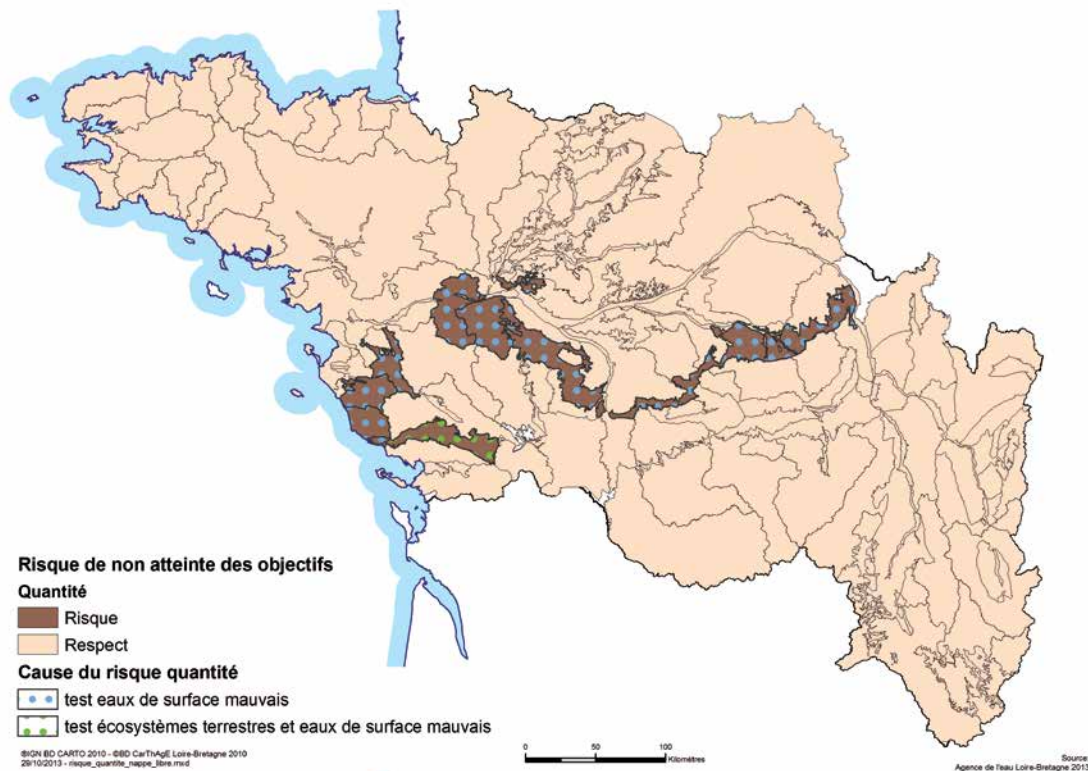 Risque de non atteinte des objectifs
Quantité
Risque
Respect
Cause du risque quantité
test eaux de surface mauvais
test écosystèmes terrestres et eaux de surface mauvais
®IGN BD CARTO 2010 - ©BD CarThAgE Loire-Bretagne 2010
29/10/2013 - risque_quantite_nappe_libre.mxd
0 50 100
Kilomètres
Source:
Agence de l'eau Loire-Bretagne 2013